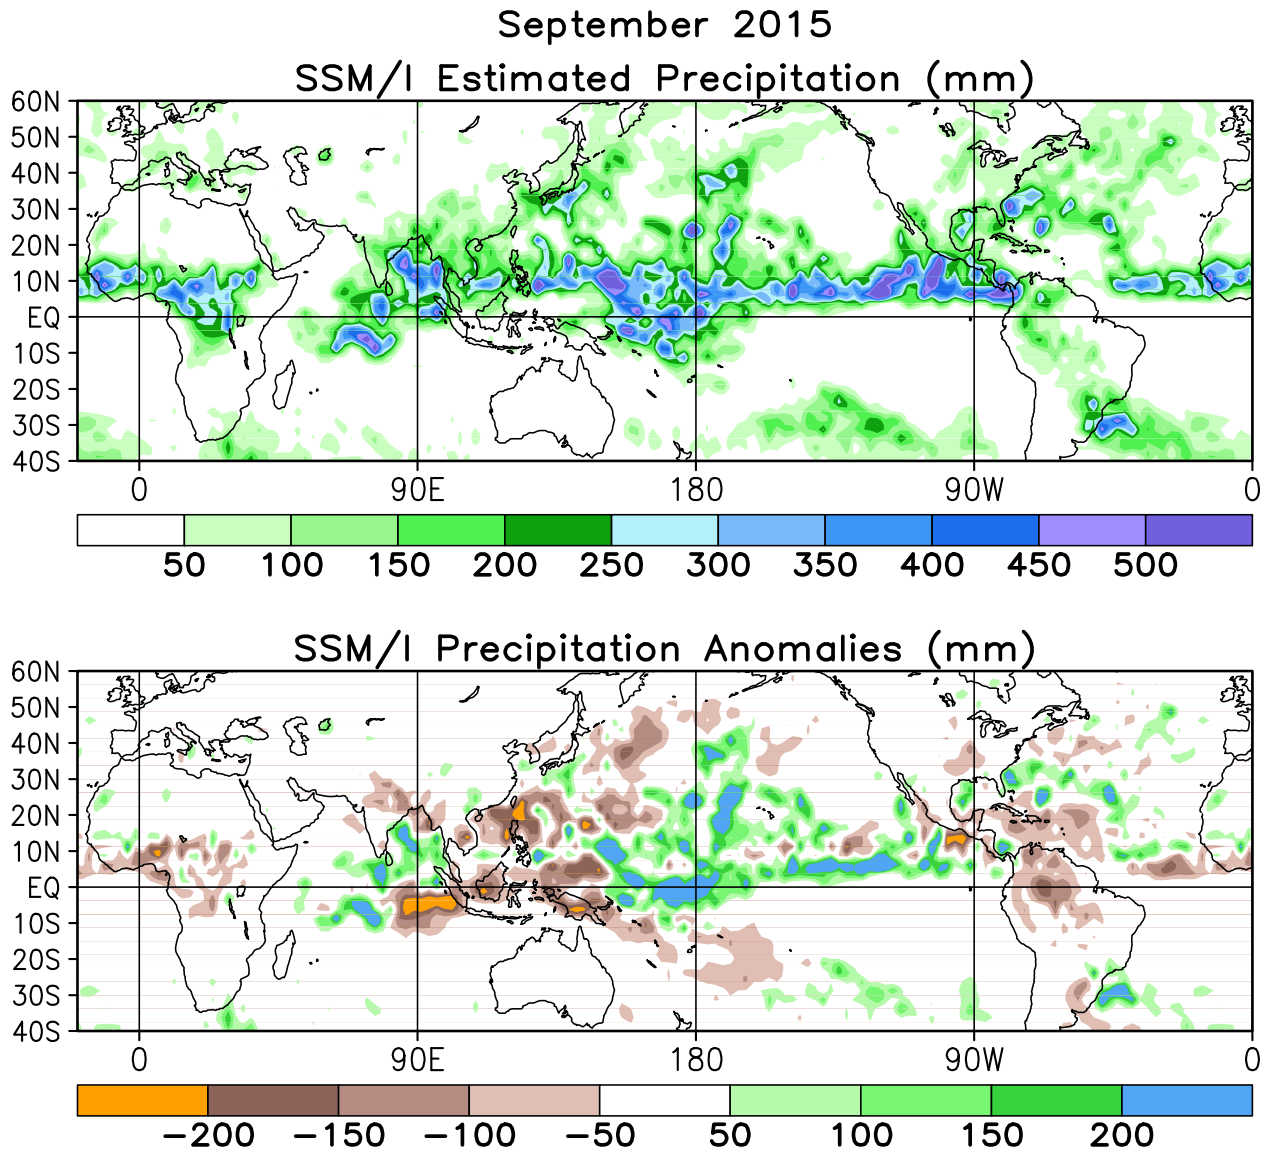 September 2015
SSM/I Estimated Precipitation (mm)
60N
50N
40N
30N
20N
10N
EQ
10S
20S
30S
40S
0 90E 180 90W 0
50 100 150 200 250 300 350 400 450 500
SSM/I Precipitation Anomalies (mm)
60N
50N
40N
30N
20N
10N
EQ
10S
20S
30S
40S
0 90E 180 90W 0
−200 −150 −100 −50 50 100 150 200